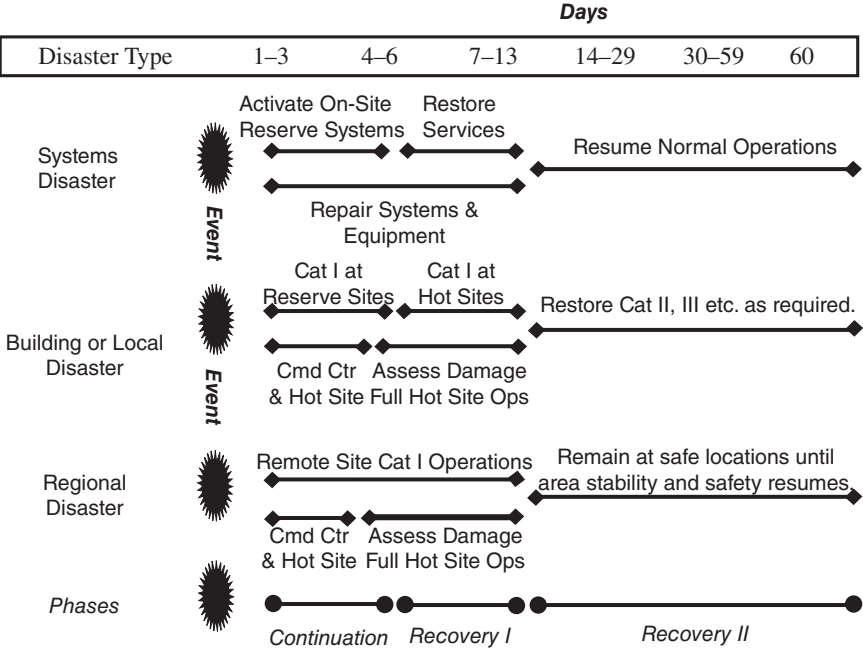 Days
Disaster Type 1–3 4–6 7–13 14–29 30–59 60
Activate On-Site
Reserve Systems
Restore
Services
Resume Normal Operations
Systems
Disaster
Repair Systems &
Equipment
Event
Cat I at
Reserve Sites
Cat I at
Hot Sites
Restore Cat II, III etc. as required.
Building or Local
Disaster
Cmd Ctr
& Hot Site
Assess Damage
Full Hot Site Ops
Event
Remote Site Cat I Operations
Remain at safe locations until
area stability and safety resumes.
Regional
Disaster
Cmd Ctr
& Hot Site
Assess Damage
Full Hot Site Ops
Phases
Continuation
Recovery I
Recovery II